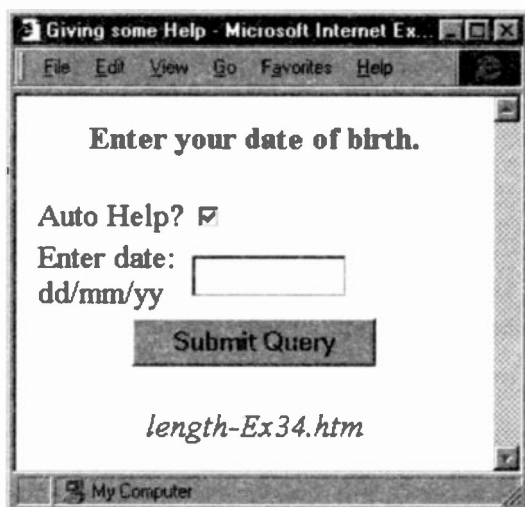 Giving some Help - Microsoft Internet Ex...
File Edit View Go Favorites Help
Enter your date of birth.
Auto Help?
Enter date:
dd/mm/yy
Submit Query
length-Ex34.htm
My Computer